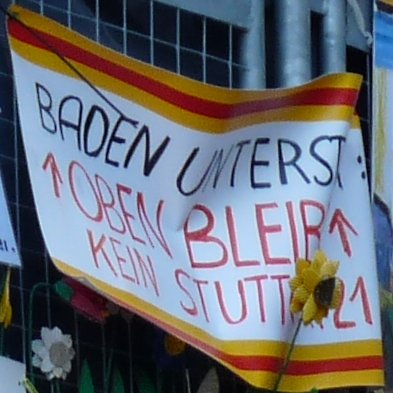 BADEN UNTERST:
↑OBEN BLEIB↑
KEIN STUTT 21